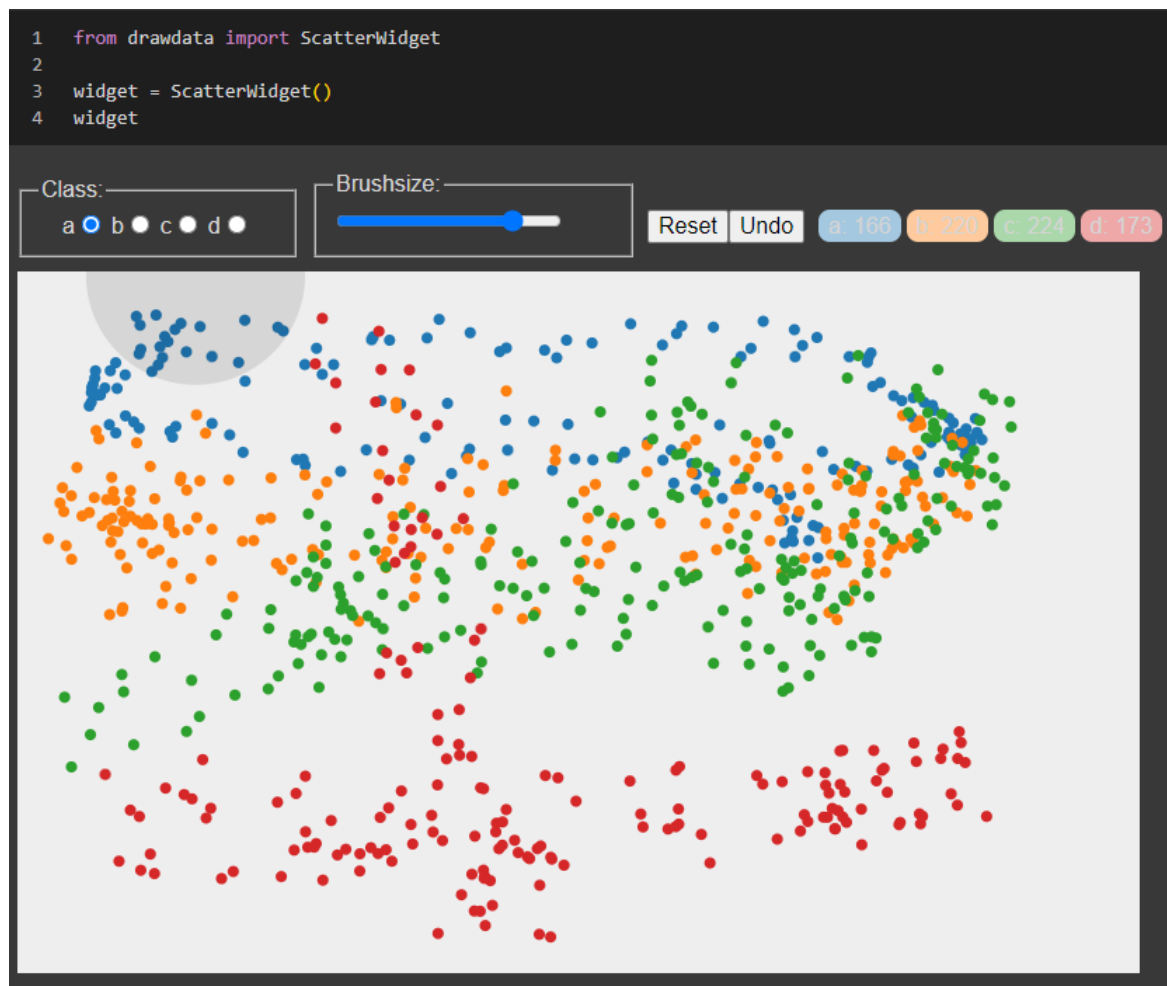 1 from drawdata import ScatterWidget
2
3 widget = ScatterWidget()
4 widget
Class:
a b c d
Brushsize:
Reset Undo a: 166 b: 220 c: 224 d: 173